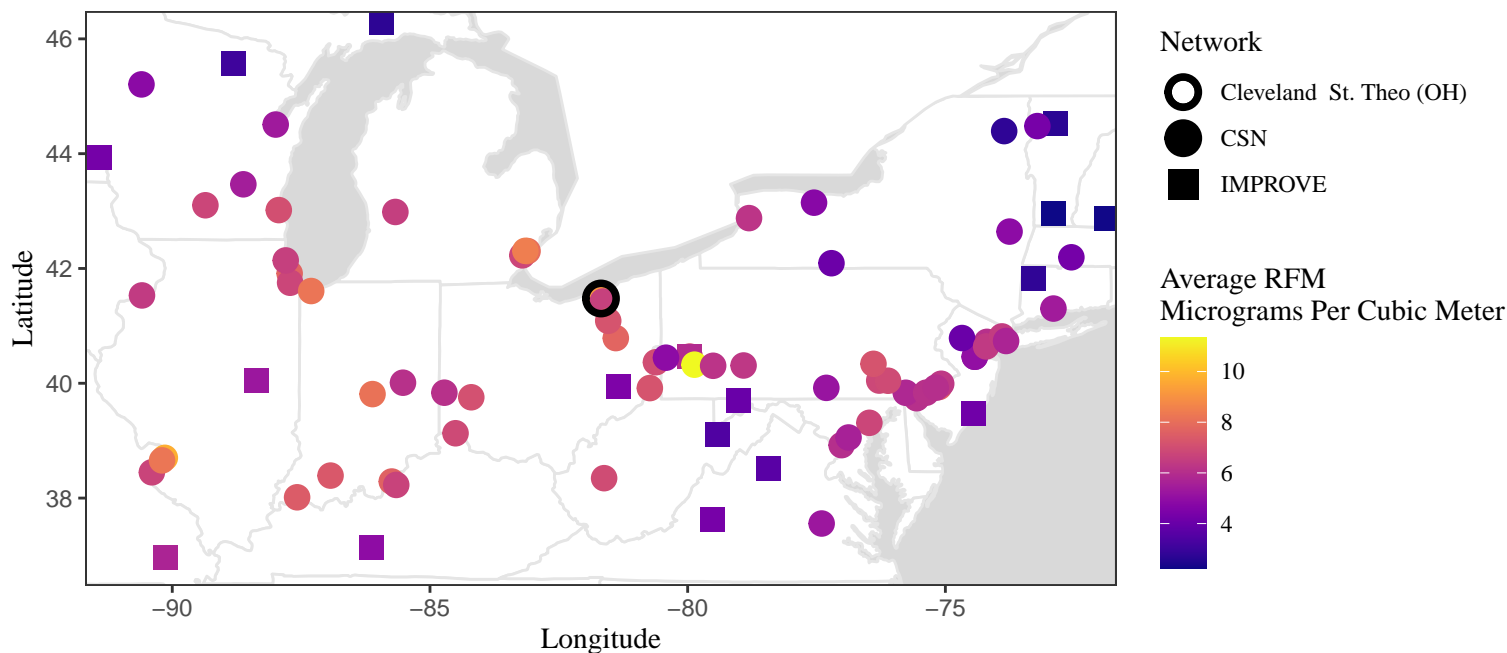 46
44
42
40
38
Latitude
−90
−85
−80
−75
Longitude
Network
Cleveland  St. Theo (OH)
CSN
IMPROVE
Average RFM
Micrograms Per Cubic Meter
10
8
6
4